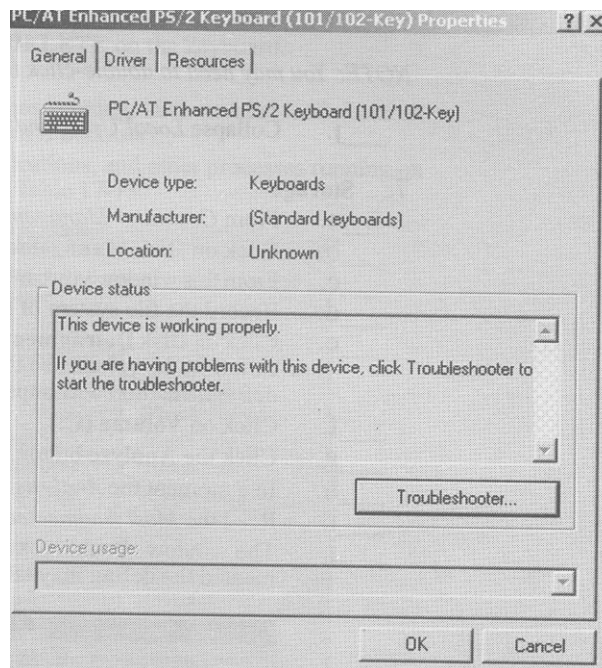 PC/AT Enhanced PS/2 Keyboard (101/102-Key) Properties ? ×
General Driver Resources
PC/AT Enhanced PS/2 Keyboard (101/102-Key)
Device type: Keyboards
Manufacturer: (Standard keyboards)
Location: Unknown
Device status
This device is working properly.
If you are having problems with this device, click Troubleshooter to
start the troubleshooter.
Troubleshooter...
Device usage:
OK Cancel